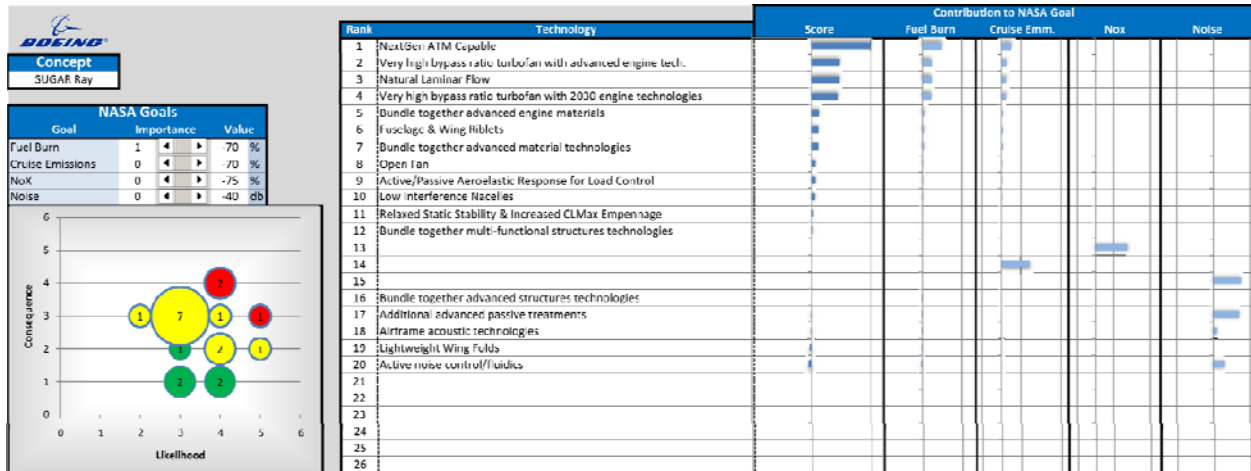 BOEING
Concept
SUGAR Ray
NASA Goals
Goal Importance Value
Fuel Burn 1 -70 %
Cruise Emissions 0 -70 %
NoX 0 -75 %
Noise 0 -40 db
6
5
4
3
2
1
0
Consequence
2
1 7 1 1
1 2 1
2 2
0 1 2 3 4 5 6
Likelihood
Contribution to NASA Goal
Rank Technology Score Fuel Burn Cruise Emm. Nox Noise
1 NextGen ATM Capable
2 Very high bypass ratio turbofan with advanced engine tech.
3 Natural Laminar Flow
4 Very high bypass ratio turbofan with 2030 engine technologies
5 Bundle together advanced engine materials
6 Fuselage & Wing Riblets
7 Bundle together advanced material technologies
8 Open Fan
9 Active/Passive Aeroelastic Response for Load Control
10 Low Interference Nacelles
11 Relaxed Static Stability & Increased CLMax Empennage
12 Bundle together multi-functional structures technologies
13
14
15
16 Bundle together advanced structures technologies
17 Additional advanced passive treatments
18 Airframe acoustic technologies
19 Lightweight Wing Folds
20 Active noise control/fluidics
21
22
23
24
25
26